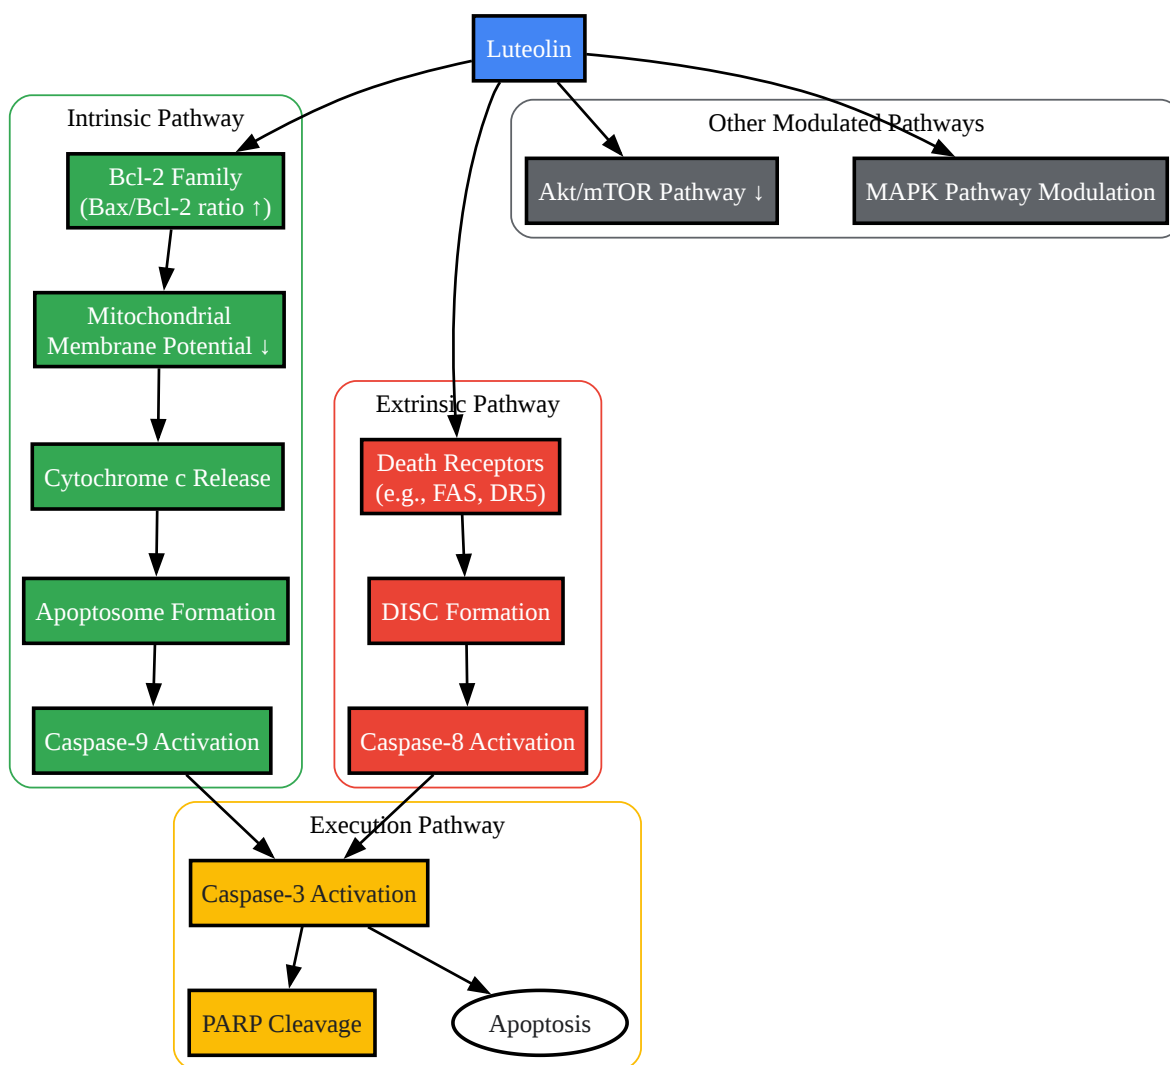 Luteolin
Intrinsic Pathway
Bcl-2 Family
(Bax/Bcl-2 ratio ↑)
Mitochondrial
Membrane Potential ↓
Cytochrome c Release
Apoptosome Formation
Caspase-9 Activation
Extrinsic Pathway
Death Receptors
(e.g., FAS, DR5)
DISC Formation
Caspase-8 Activation
Other Modulated Pathways
Akt/mTOR Pathway ↓
MAPK Pathway Modulation
Execution Pathway
Caspase-3 Activation
PARP Cleavage
Apoptosis